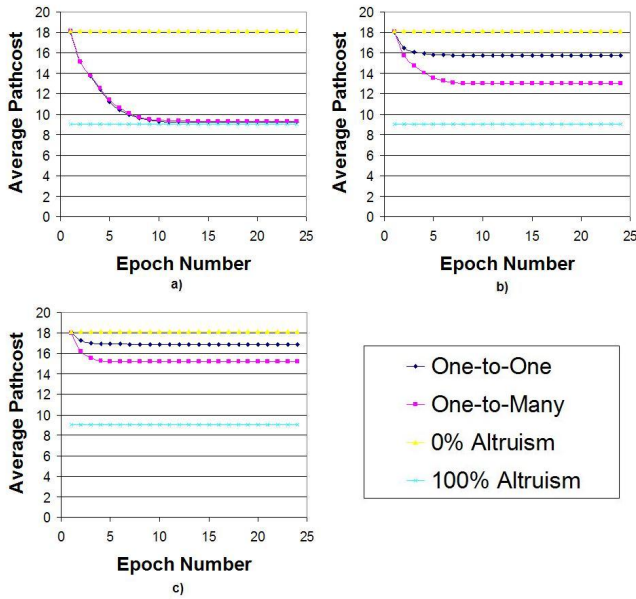 20
18
16
14
12
10
8
6
4
2
0
Average Pathcost
0 5 10 15 20 25
Epoch Number
a)
20
18
16
14
12
10
8
6
4
2
0
Average Pathcost
0 5 10 15 20 25
Epoch Number
b)
20
18
16
14
12
10
8
6
4
2
0
Average Pathcost
0 5 10 15 20 25
Epoch Number
c)
One-to-One
One-to-Many
0% Altruism
100% Altruism